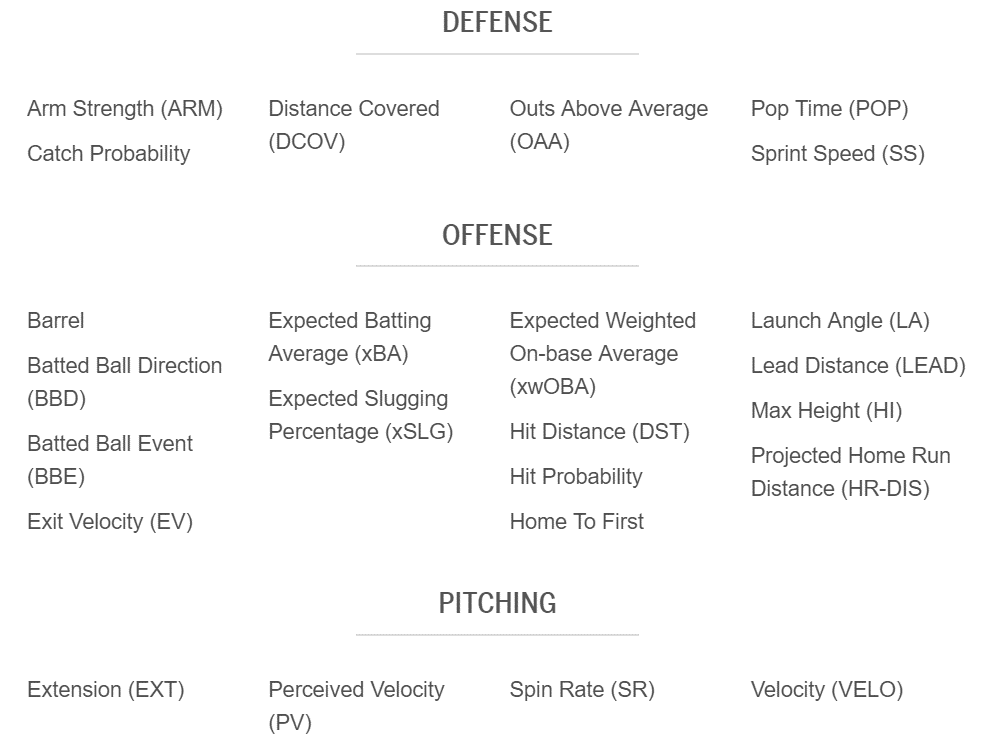 DEFENSE
Arm Strength (ARM)
Catch Probability
Distance Covered
(DCOV)
Outs Above Average
(OAA)
Pop Time (POP)
Sprint Speed (SS)
OFFENSE
Barrel
Batted Ball Direction
(BBD)
Batted Ball Event
(BBE)
Exit Velocity (EV)
Expected Batting
Average (xBA)
Expected Slugging
Percentage (xSLG)
Expected Weighted
On-base Average
(xwOBA)
Hit Distance (DST)
Hit Probability
Home To First
Launch Angle (LA)
Lead Distance (LEAD)
Max Height (HI)
Projected Home Run
Distance (HR-DIS)
PITCHING
Extension (EXT)
Perceived Velocity
(PV)
Spin Rate (SR)
Velocity (VELO)